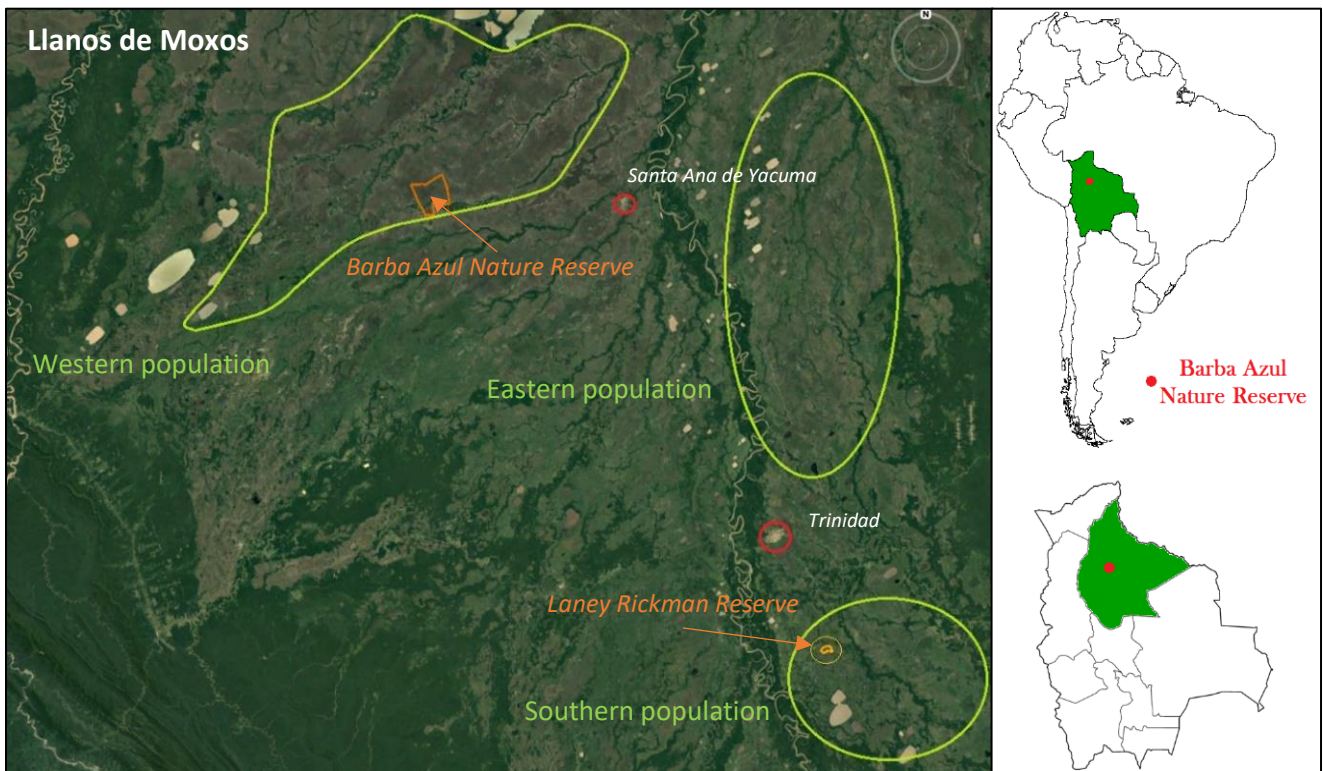 Llanos de Moxos
N
Santa Ana de Yacuma
Barba Azul Nature Reserve
Western population
Eastern population
Trinidad
Laney Rickman Reserve
Southern population
Barba Azul
Nature Reserve